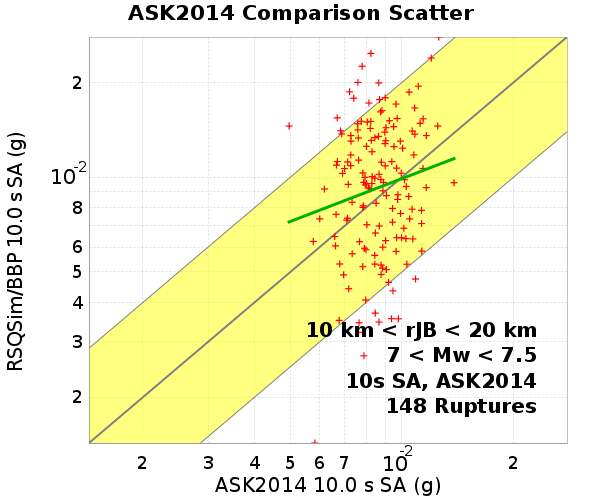 ASK2014 Comparison Scatter
RSQSim/BBP 10.0 s SA (g)
2
10^-2
8
6
5
4
3
2
10 km < rJB < 20 km
7 < Mw < 7.5
10s SA, ASK2014
148 Ruptures
2 3 4 5 6 7 10^-2 2
ASK2014 10.0 s SA (g)